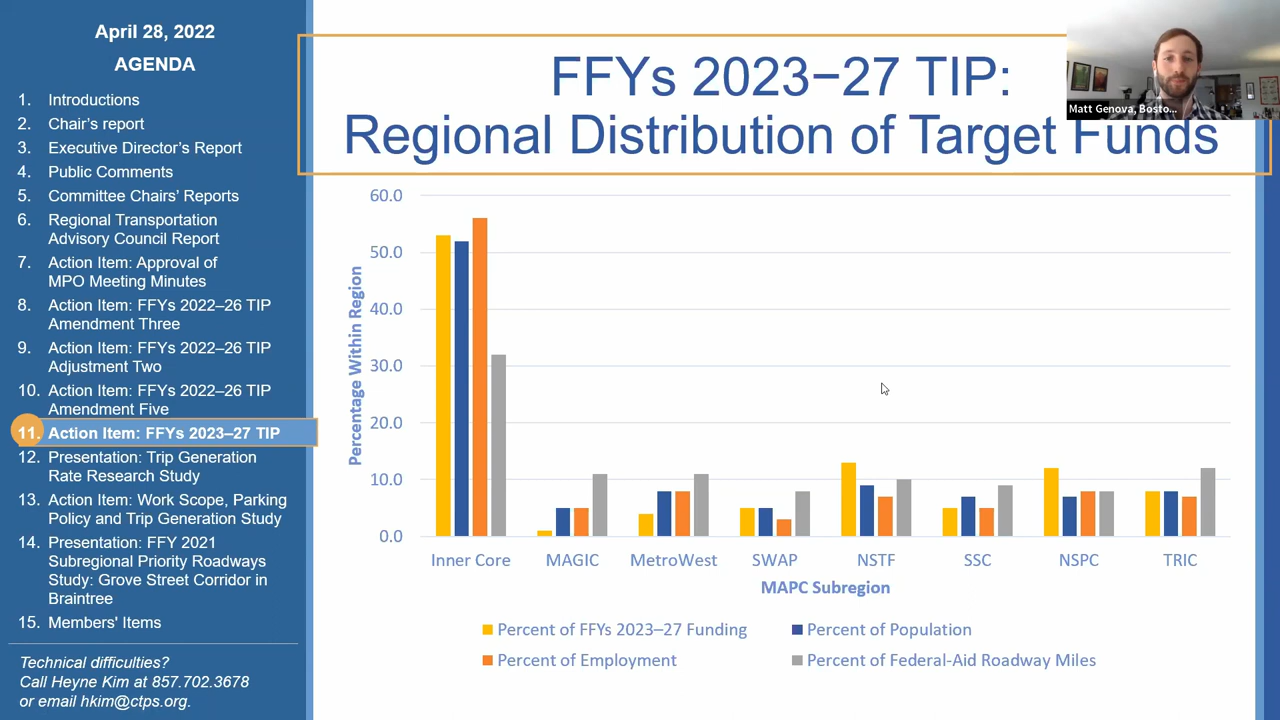 April 28, 2022
AGENDA
1. Introductions
2. Chair's report
3. Executive Director's Report
4. Public Comments
5. Committee Chairs' Reports
6. Regional Transportation
Advisory Council Report
7. Action Item: Approval of
MPO Meeting Minutes
8. Action Item: FFYs 2022–26 TIP
Amendment Three
9. Action Item: FFYs 2022–26 TIP
Adjustment Two
10. Action Item: FFYs 2022–26 TIP
Amendment Five
11. Action Item: FFYs 2023–27 TIP
12. Presentation: Trip Generation
Rate Research Study
13. Action Item: Work Scope, Parking
Policy and Trip Generation Study
14. Presentation: FFY 2021
Subregional Priority Roadways
Study: Grove Street Corridor in
Braintree
15. Members' Items
Technical difficulties?
Call Heyne Kim at 857.702.3678
or email hkim@ctps.org.
FFYs 2023−27 TIP:
Regional Distribution of Target Funds
Matt Genova, Bosto...
60.0
50.0
40.0
30.0
20.0
10.0
0.0
Percentage Within Region
Inner Core MAGIC MetroWest SWAP NSTF SSC NSPC TRIC
MAPC Subregion
Percent of FFYs 2023–27 Funding Percent of Population
Percent of Employment Percent of Federal-Aid Roadway Miles